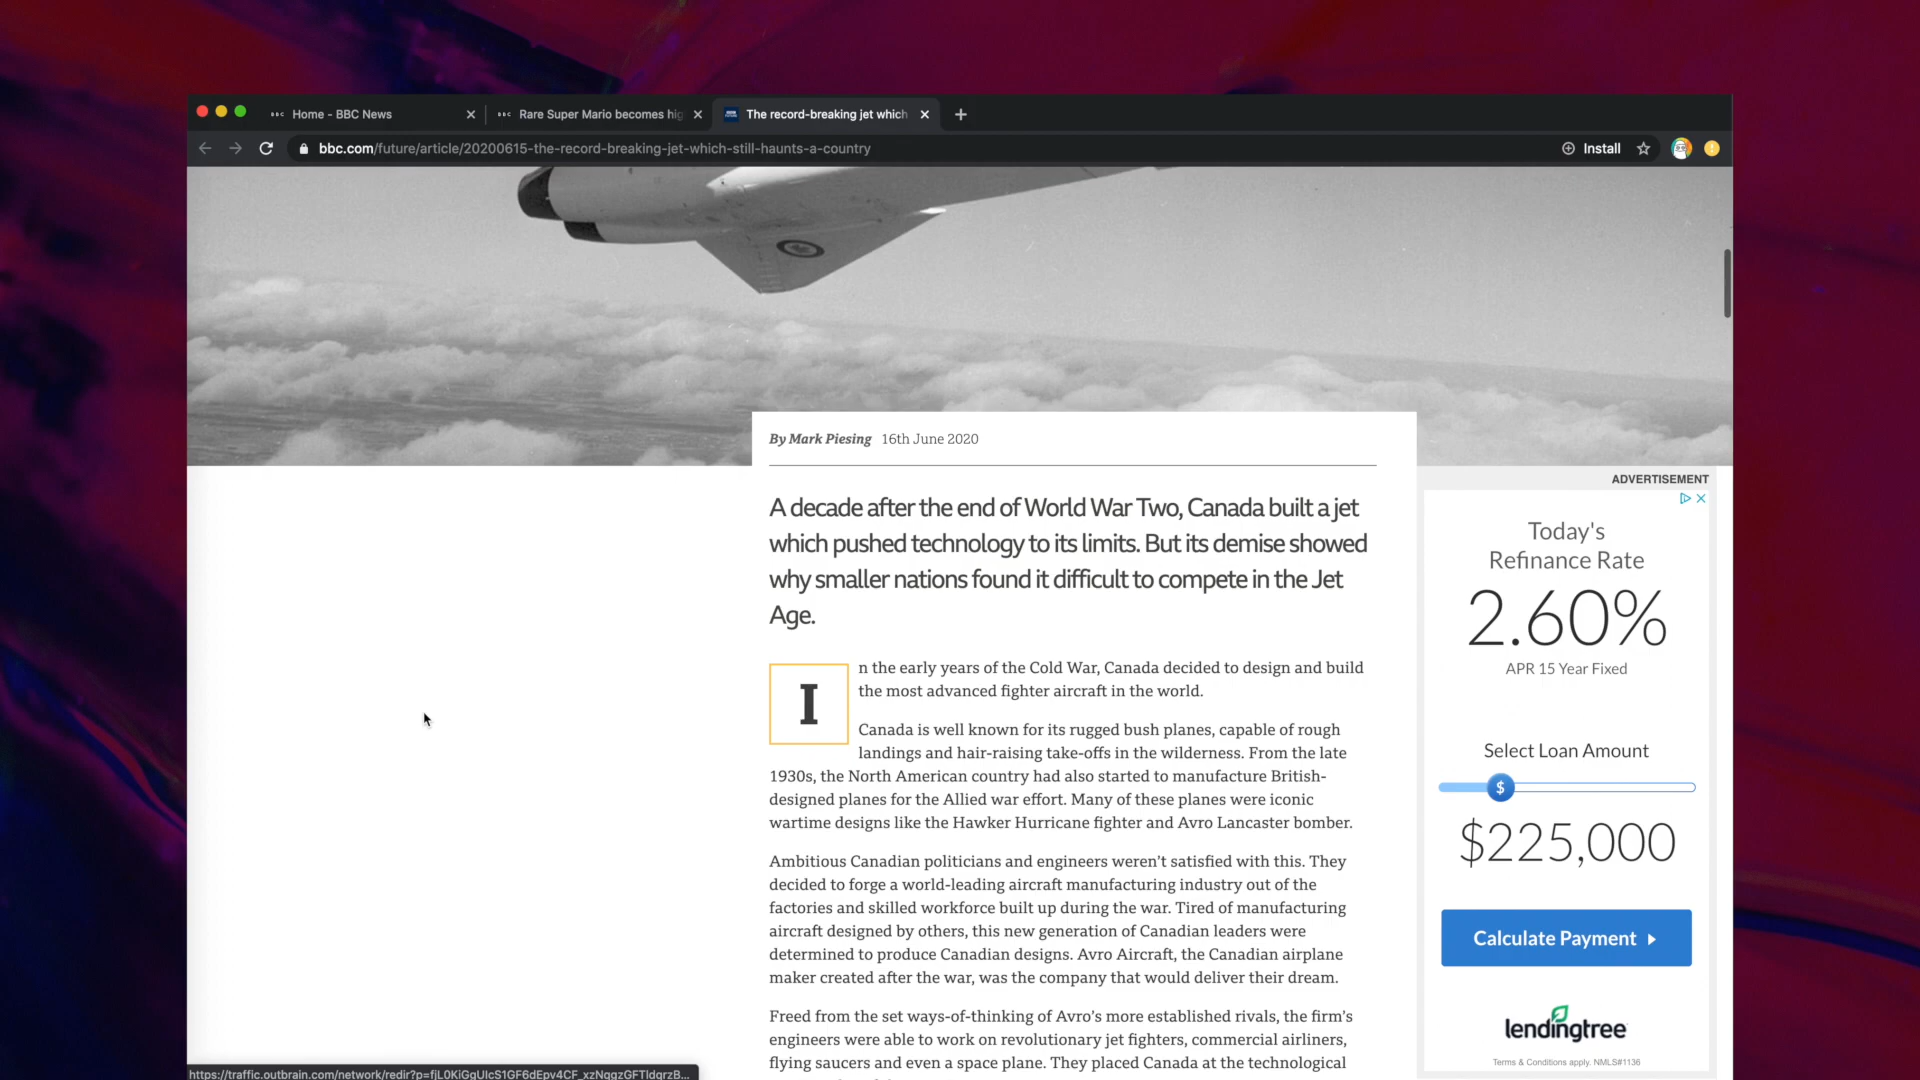 Home - BBC News
Rare Super Mario becomes hig
The record-breaking jet which
bbc.com/future/article/20200615-the-record-breaking-jet-which-still-haunts-a-country
Install
By Mark Piesing 16th June 2020
A decade after the end of World War Two, Canada built a jet
which pushed technology to its limits. But its demise showed
why smaller nations found it difficult to compete in the Jet
Age.
In the early years of the Cold War, Canada decided to design and build
the most advanced fighter aircraft in the world.
Canada is well known for its rugged bush planes, capable of rough
landings and hair-raising take-offs in the wilderness. From the late
1930s, the North American country had also started to manufacture British-
designed planes for the Allied war effort. Many of these planes were iconic
wartime designs like the Hawker Hurricane fighter and Avro Lancaster bomber.
Ambitious Canadian politicians and engineers weren't satisfied with this. They
decided to forge a world-leading aircraft manufacturing industry out of the
factories and skilled workforce built up during the war. Tired of manufacturing
aircraft designed by others, this new generation of Canadian leaders were
determined to produce Canadian designs. Avro Aircraft, the Canadian airplane
maker created after the war, was the company that would deliver their dream.
Freed from the set ways-of-thinking of Avro's more established rivals, the firm's
engineers were able to work on revolutionary jet fighters, commercial airliners,
flying saucers and even a space plane. They placed Canada at the technological
ADVERTISEMENT
Today's
Refinance Rate
2.60%
APR 15 Year Fixed
Select Loan Amount
$
$225,000
Calculate Payment
lendingtree
Terms & Conditions apply. NMLS#1136